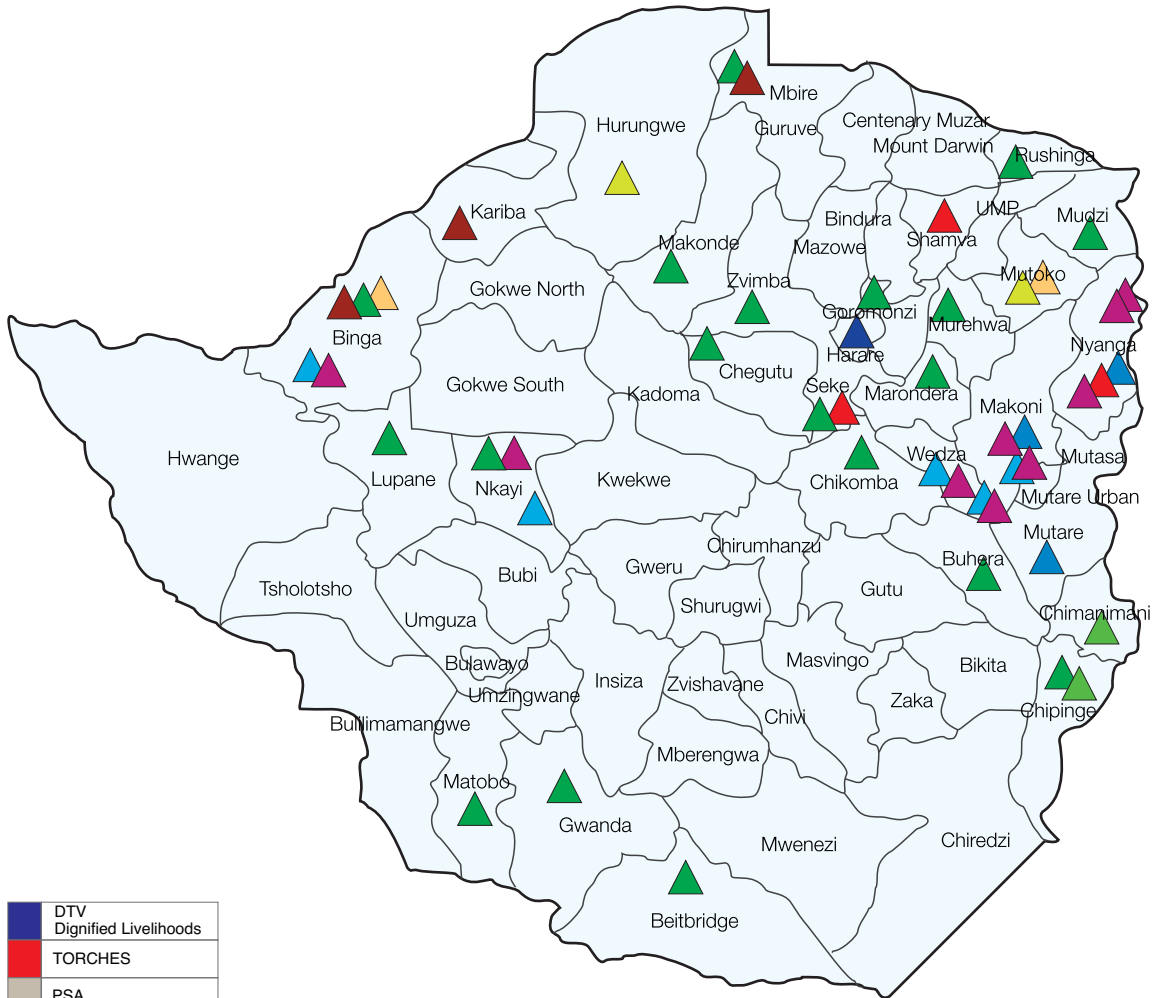 Mbire
Hurungwe
Guruve
Centenary Muzar
Mount Darwin
Rushinga
Kariba
UMP
Mudzi
Bindura
Shamva
Makonde
Mazowe
Mutoko
Zvimba
Gokwe North
Goromonzi
Murehwa
Binga
Harare
Nyanga
Chegutu
Gokwe South
Kadoma
Seke
Marondera
Makoni
Hwange
Wedza
Mutasa
Lupane
Nkayi
Kwekwe
Chikomba
Mutare Urban
Mutare
Chirumhanzu
Buhera
Gweru
Bubi
Tsholotsho
Gutu
Shurugwi
Umguza
Chimanimani
Bulawayo
Masvingo
Bikita
Insiza
Zvishavane
Umzingwane
Zaka
Chipinge
Chivi
Bullimamangwe
Mberengwa
Matobo
Gwanda
Mwenezi
Chiredzi
Beitbridge
DTV
Dignified Livelihoods
TORCHES
PSA